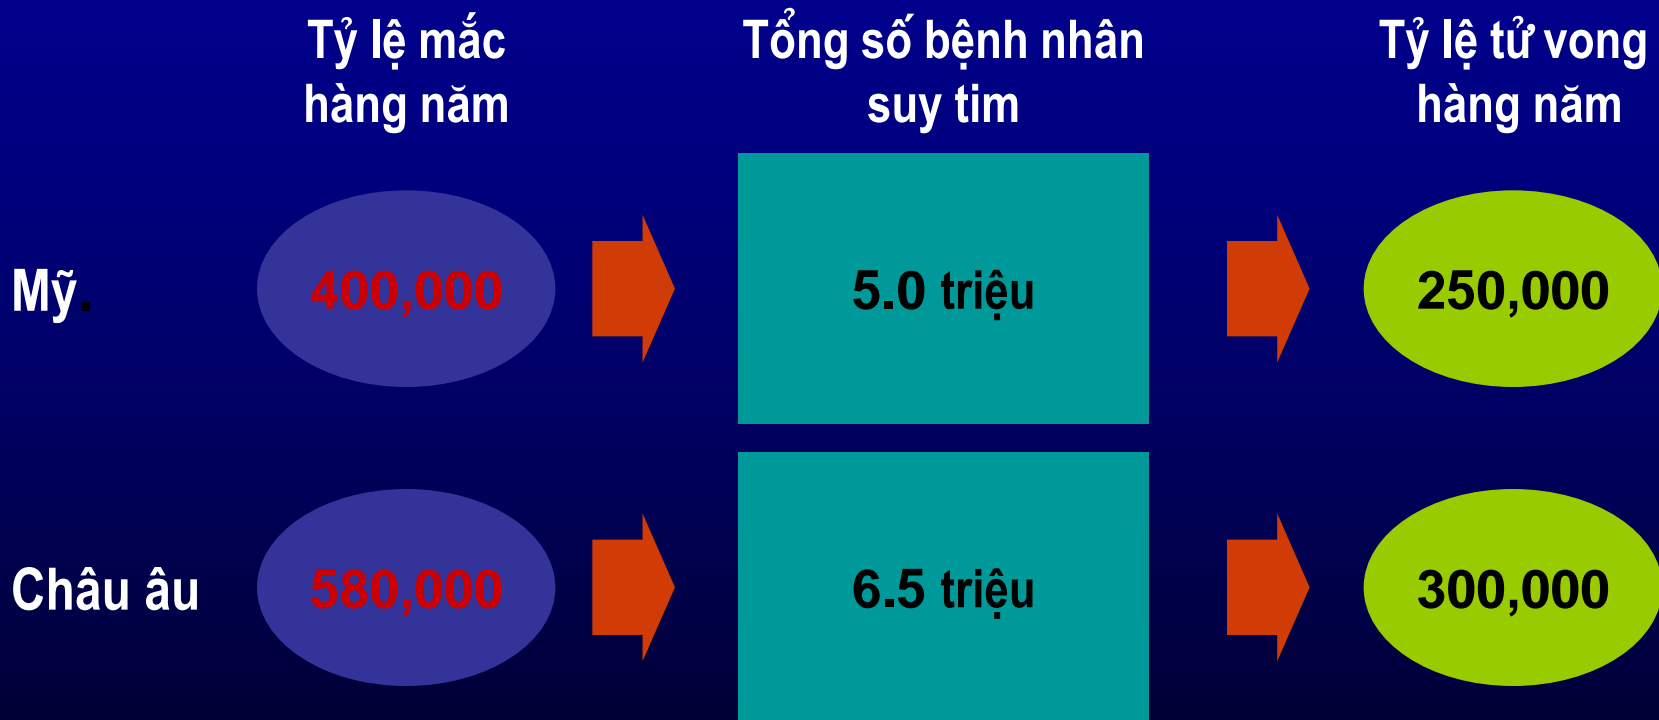 Tỷ lệ mắc
hàng năm
Tổng số bệnh nhân
suy tim
Tỷ lệ tử vong
hàng năm
Mỹ.
400,000
5.0 triệu
250,000
Châu âu
580,000
6.5 triệu
300,000